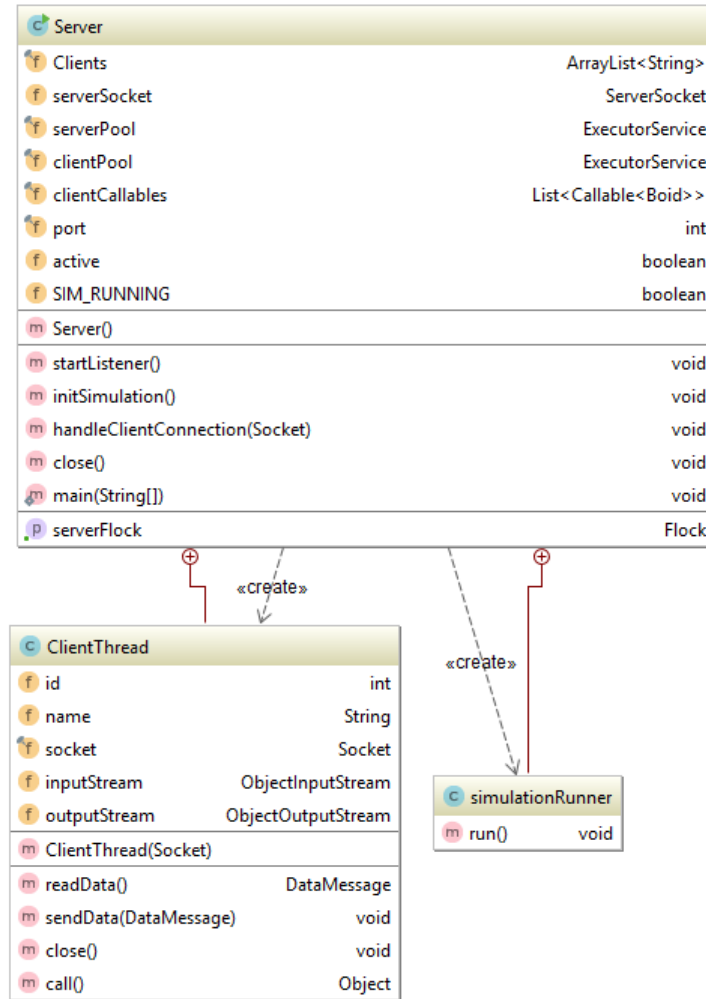 Server
Clients ArrayList<String>
serverSocket ServerSocket
serverPool ExecutorService
clientPool ExecutorService
clientCallables List<Callable<Boid>>
port int
active boolean
SIM_RUNNING boolean
Server()
startListener() void
initSimulation() void
handleClientConnection(Socket) void
close() void
main(String[]) void
serverFlock Flock
«create»
«create»
ClientThread
id int
name String
socket Socket
inputStream ObjectInputStream
outputStream ObjectOutputStream
ClientThread(Socket)
readData() DataMessage
sendData(DataMessage) void
close() void
call() Object
simulationRunner
run() void